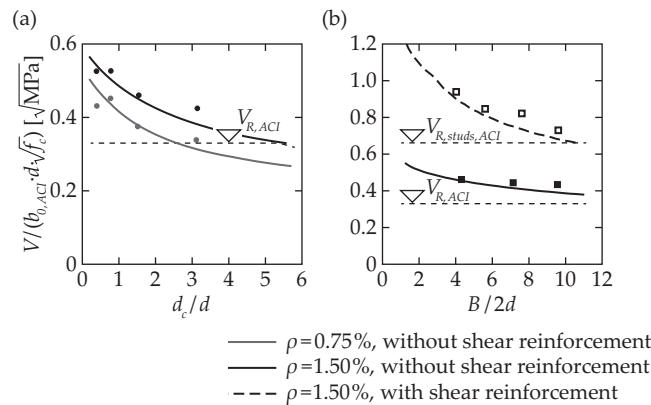 (a)
(b)
V/(b0,ACI·d√fc) [√MPa]
0.6
0.4
0.2
0
0 1 2 3 4 5 6
dc/d
VR,ACI
1.2
1.0
0.8
0.6
0.4
0.2
0
0 2 4 6 8 10 12
B/2d
VR,studs,ACI
VR,ACI
ρ=0.75%, without shear reinforcement
ρ=1.50%, without shear reinforcement
ρ=1.50%, with shear reinforcement